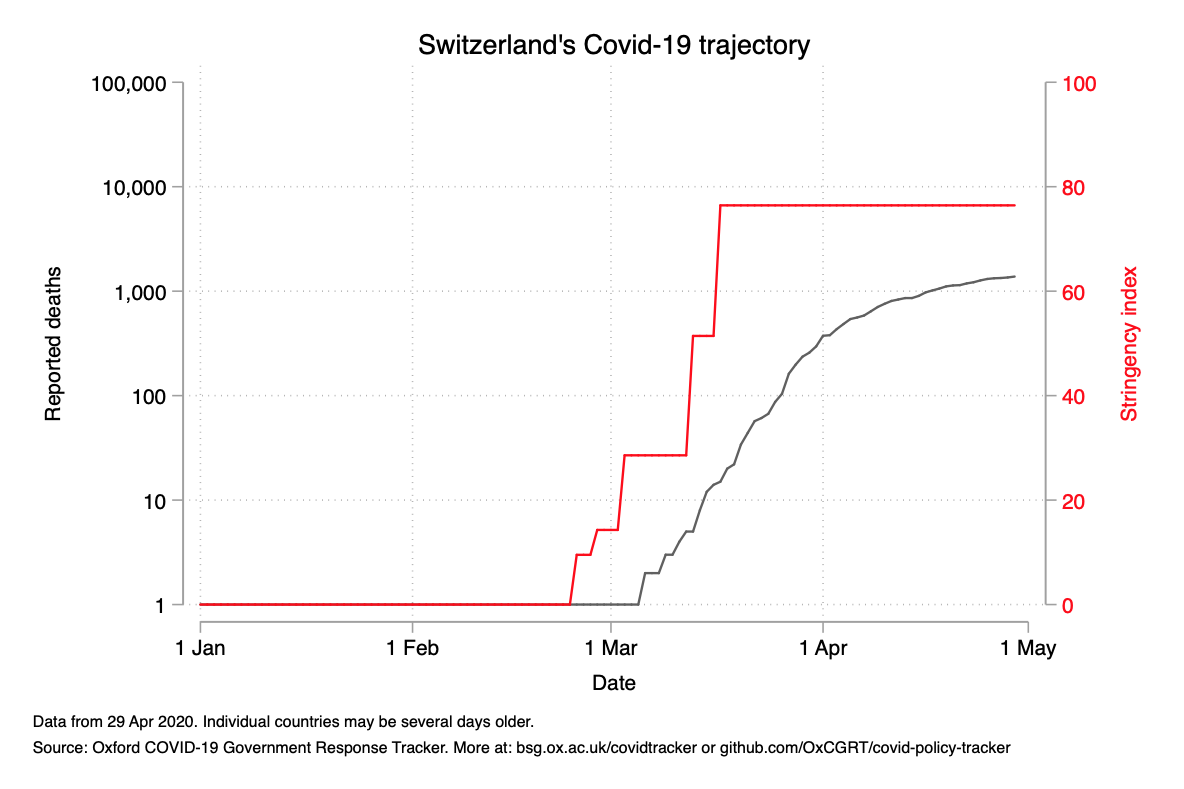 Switzerland's Covid-19 trajectory
100,000
10,000
1,000
100
10
1
Reported deaths
100
80
60
40
20
0
Stringency index
1 Jan
1 Feb
1 Mar
1 Apr
1 May
Date
Data from 29 Apr 2020. Individual countries may be several days older.
Source: Oxford COVID-19 Government Response Tracker. More at: bsg.ox.ac.uk/covidtracker or github.com/OxCGRT/covid-policy-tracker